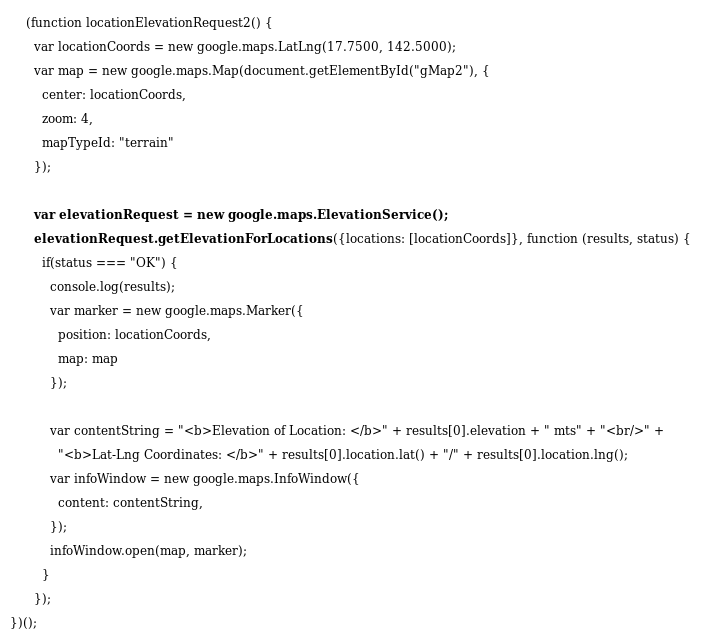 (function locationElevationRequest2() {
var locationCoords = new google.maps.LatLng(17.7500, 142.5000);
var map = new google.maps.Map(document.getElementById("gMap2"), {
center: locationCoords,
zoom: 4,
mapTypeId: "terrain"
});
var elevationRequest = new google.maps.ElevationService();
elevationRequest.getElevationForLocations({locations: [locationCoords]}, function (results, status) {
if(status === "OK") {
console.log(results);
var marker = new google.maps.Marker({
position: locationCoords,
map: map
});
var contentString = "<b>Elevation of Location: </b>" + results[0].elevation + " mts" + "<br/>" +
"<b>Lat-Lng Coordinates: </b>" + results[0].location.lat() + "/" + results[0].location.lng();
var infoWindow = new google.maps.InfoWindow({
content: contentString,
});
infoWindow.open(map, marker);
}
});
})();